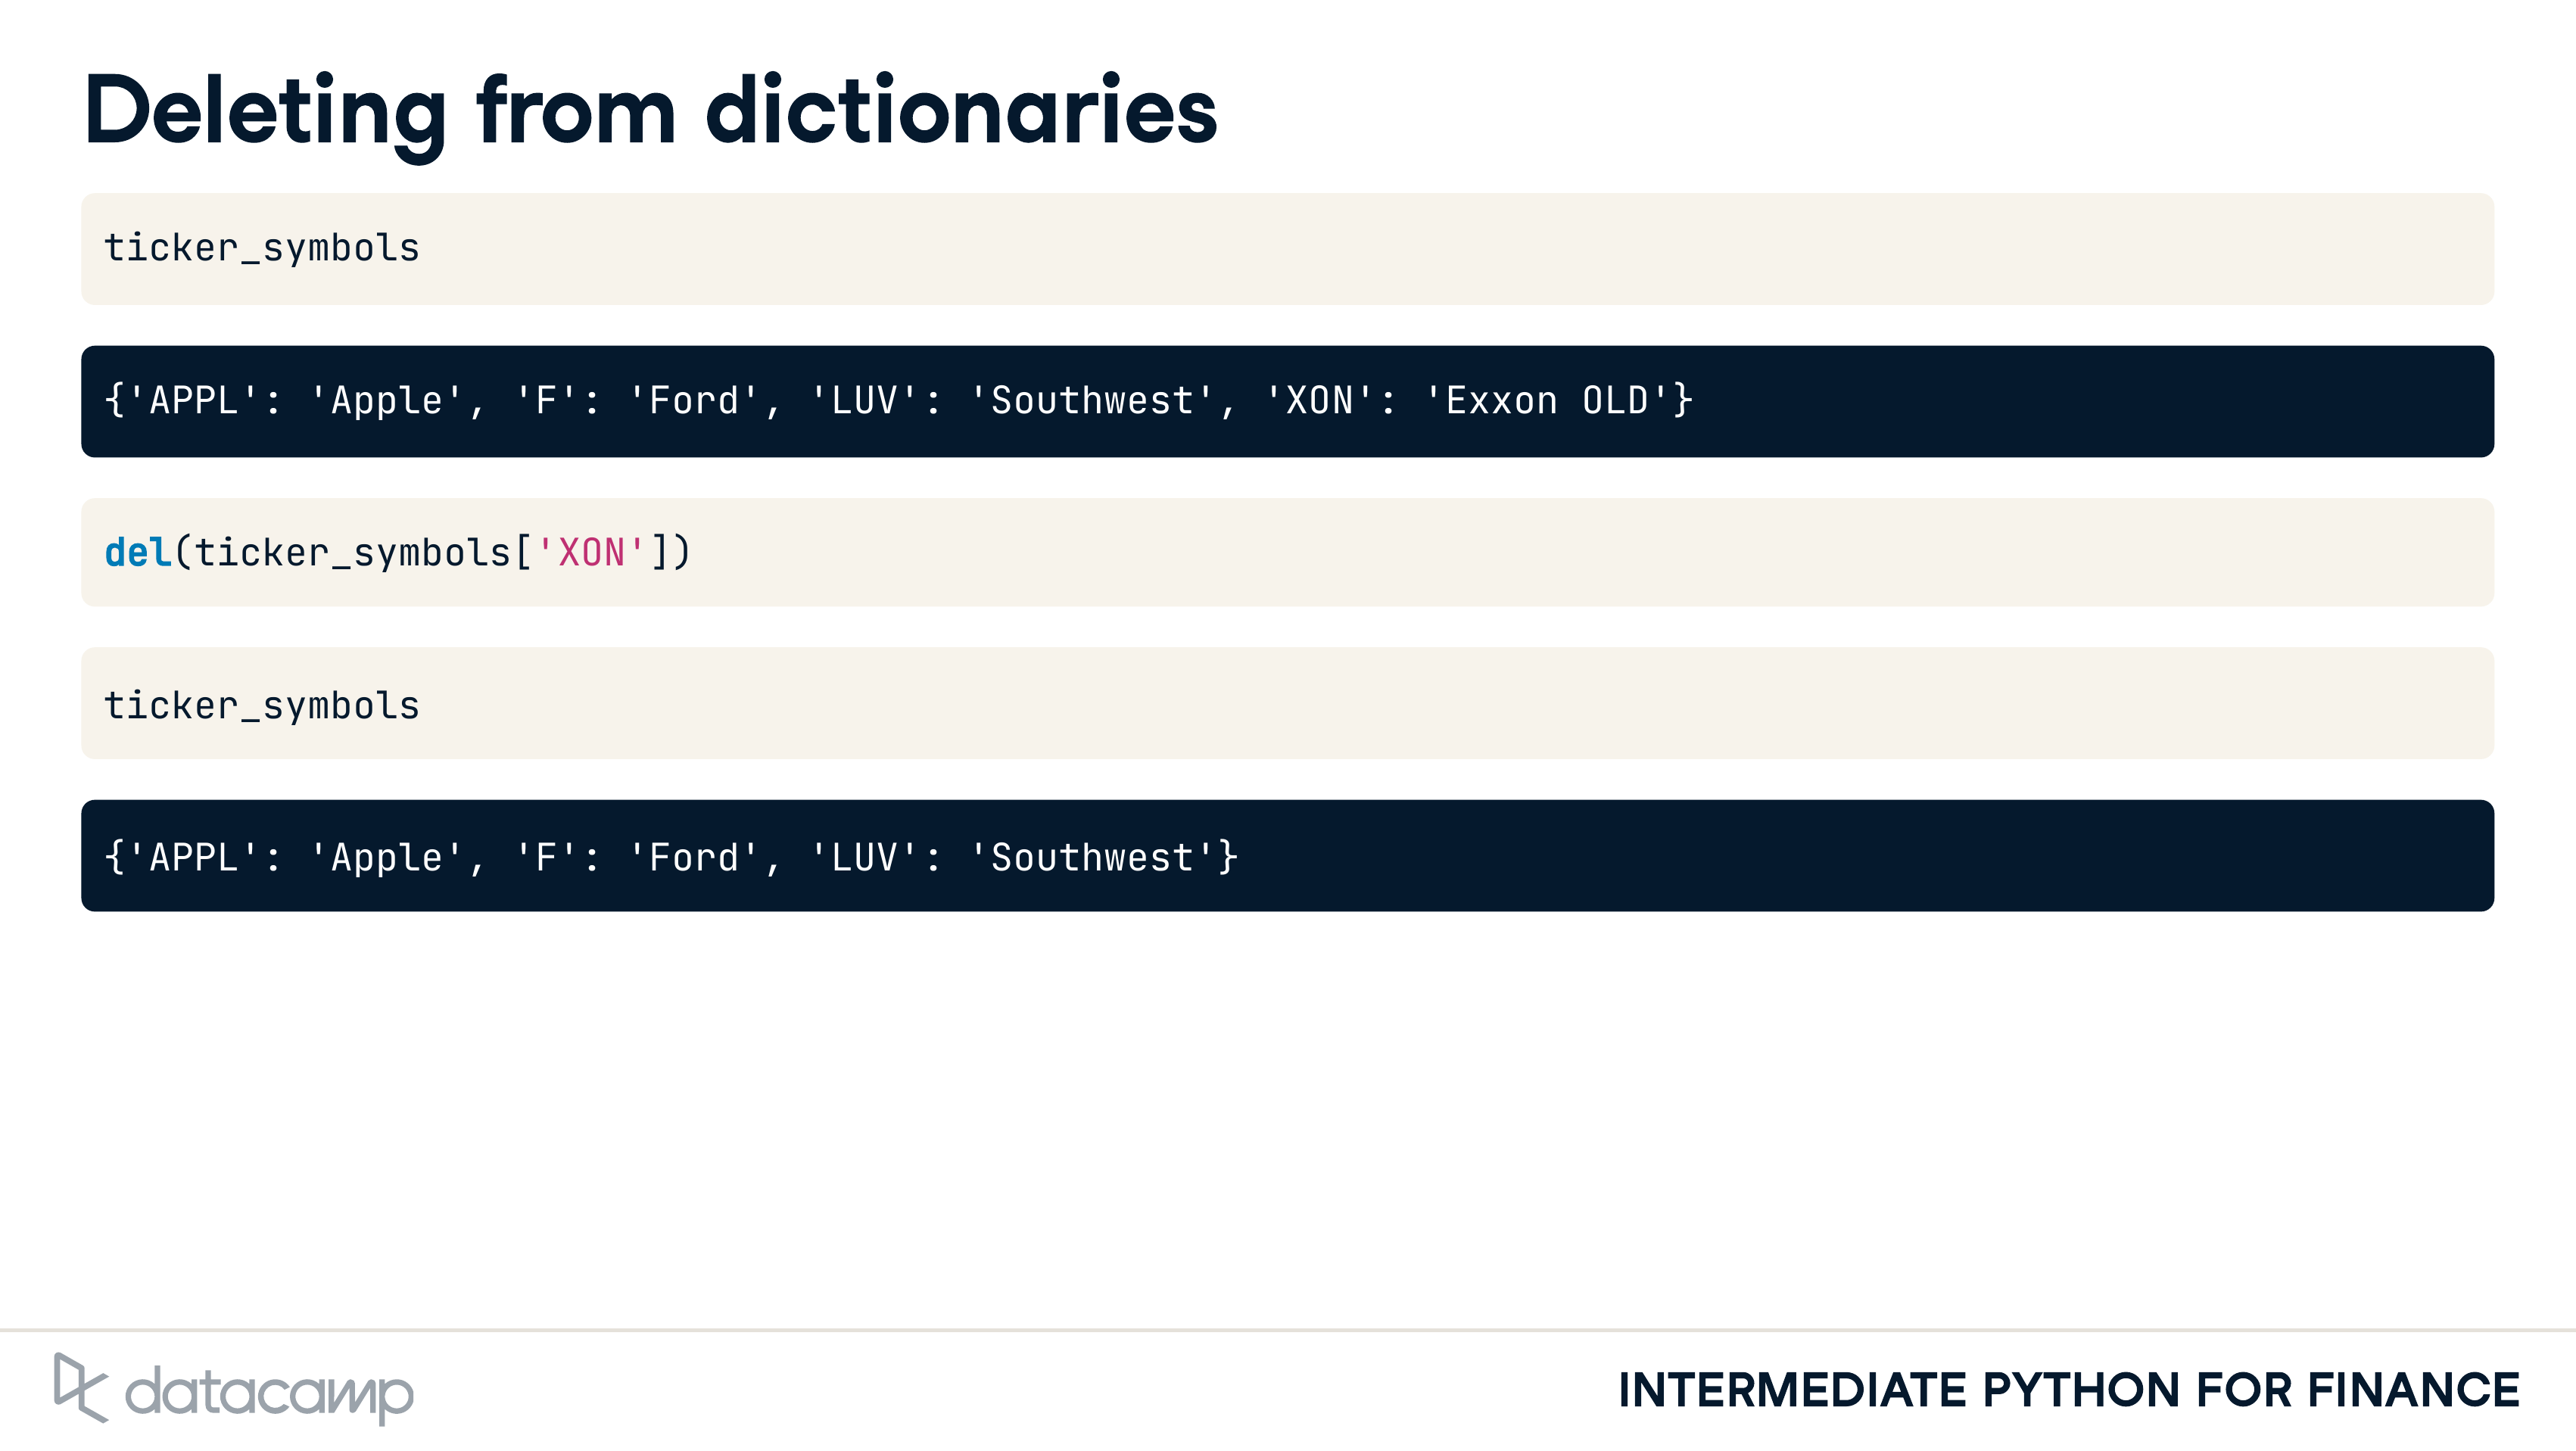 Deleting from dictionaries
ticker_symbols
{'APPL': 'Apple', 'F': 'Ford', 'LUV': 'Southwest', 'XON': 'Exxon OLD'}
del(ticker_symbols['XON'])
ticker_symbols
{'APPL': 'Apple', 'F': 'Ford', 'LUV': 'Southwest'}
datacamp
INTERMEDIATE PYTHON FOR FINANCE